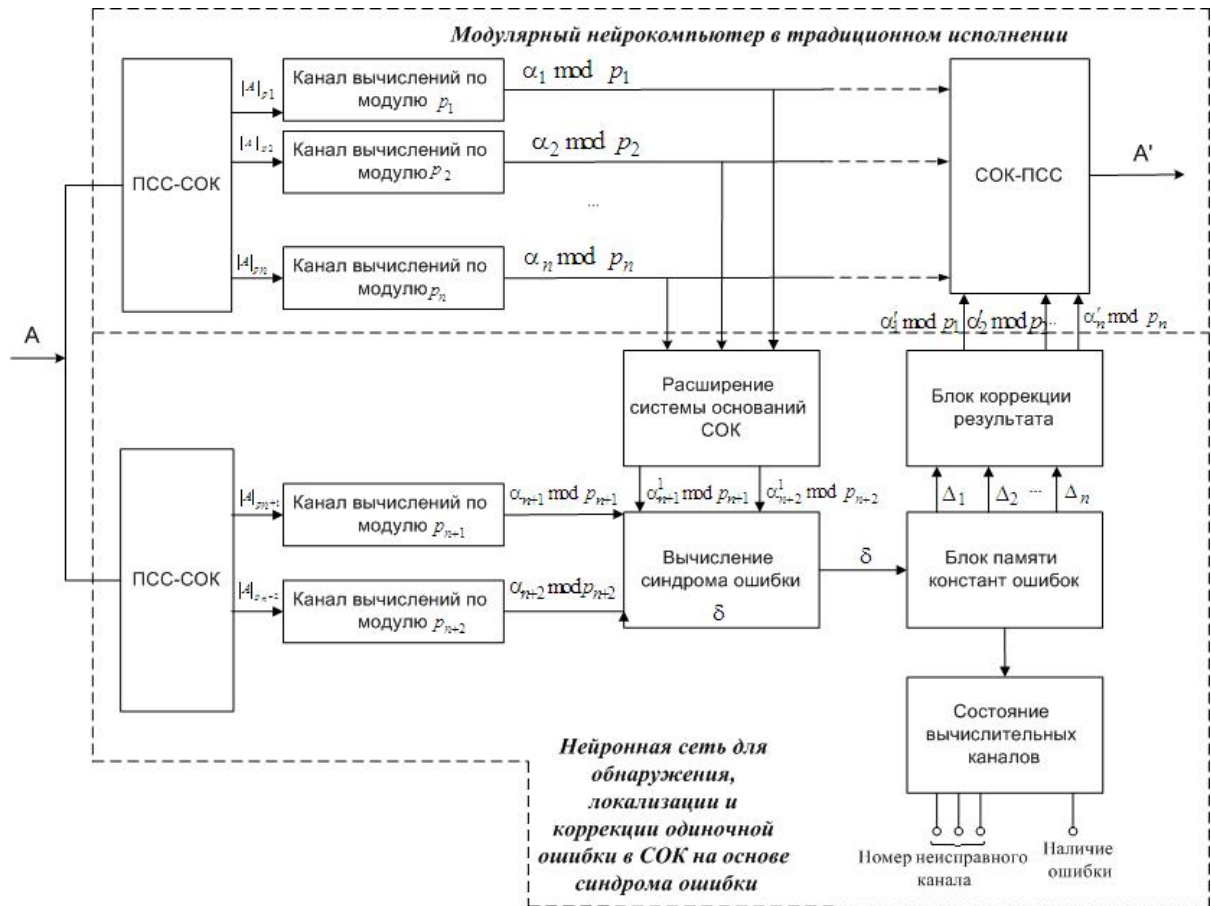 Модулярный нейрокомпьютер в традиционном исполнении
ПСС-СОК
|A|p1
Канал вычислений по
модулю p1
α1 mod p1
|A|p2
Канал вычислений по
модулю p2
α2 mod p2
...
|A|pn
Канал вычислений по
модулю pn
αn mod pn
СОК-ПСС
A'
A
α′1 mod p1
α′2 mod p2
...
α′n mod pn
Расширение
системы оснований
СОК
Блок коррекции
результата
ПСС-СОК
|A|pn+1
Канал вычислений по
модулю pn+1
αn+1 mod pn+1
|A|pn+2
Канал вычислений по
модулю pn+2
αn+2 mod pn+2
α¹n+1 mod pn+1
α¹n+2 mod pn+2
Вычисление
синдрома ошибки
δ
δ
Δ1
Δ2
...
Δn
Блок памяти
констант ошибок
Состояние
вычислительных
каналов
Номер неисправного
канала
Наличие
ошибки
Нейронная сеть для
обнаружения,
локализации и
коррекции одиночной
ошибки в СОК на основе
синдрома ошибки